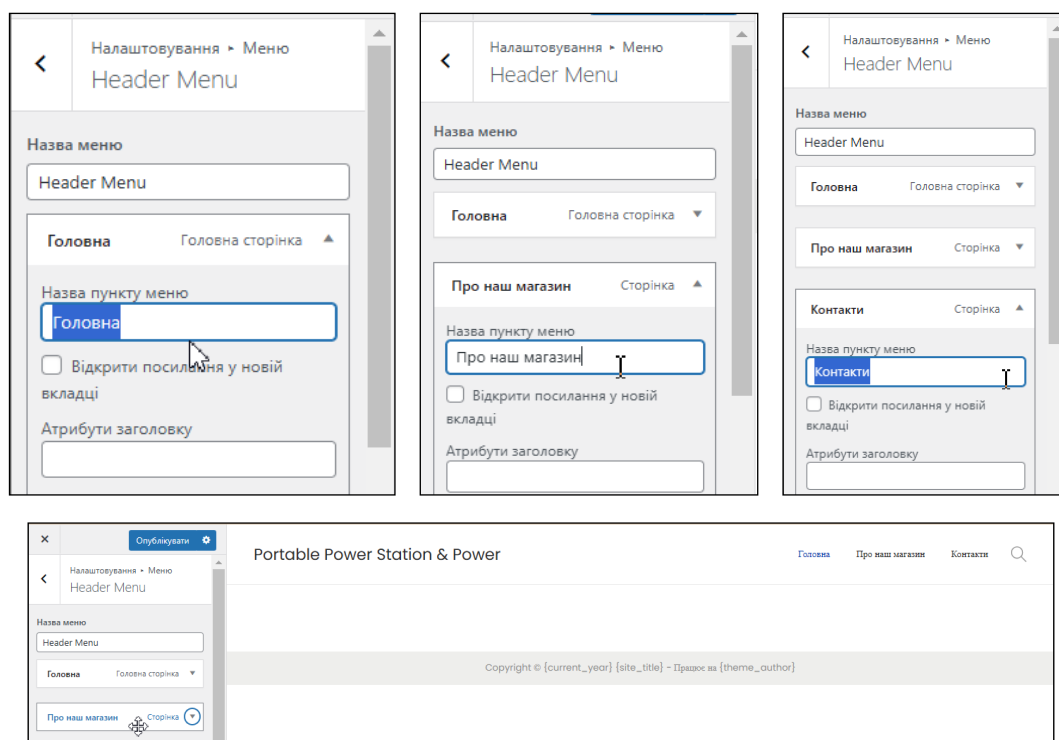 Налаштовування ▸ Меню
Header Menu
Назва меню
Header Menu
Головна Головна сторінка ▲
Назва пункту меню
Головна
Відкрити посилання у новій
вкладці
Атрибути заголовку
Налаштовування ▸ Меню
Header Menu
Назва меню
Header Menu
Головна Головна сторінка ▼
Про наш магазин Сторінка ▲
Назва пункту меню
Про наш магазин
Відкрити посилання у новій
вкладці
Атрибути заголовку
Налаштовування ▸ Меню
Header Menu
Назва меню
Header Menu
Головна Головна сторінка ▼
Про наш магазин Сторінка ▼
Контакти Сторінка ▲
Назва пункту меню
Контакти
Відкрити посилання у новій
вкладці
Атрибути заголовку
Опублікувати
Налаштовування ▸ Меню
Header Menu
Назва меню
Header Menu
Головна Головна сторінка ▼
Про наш магазин Сторінка ▼
Portable Power Station & Power
Головна Про наш магазин Контакти
Copyright © {current_year} {site_title} - Працює на {theme_author}